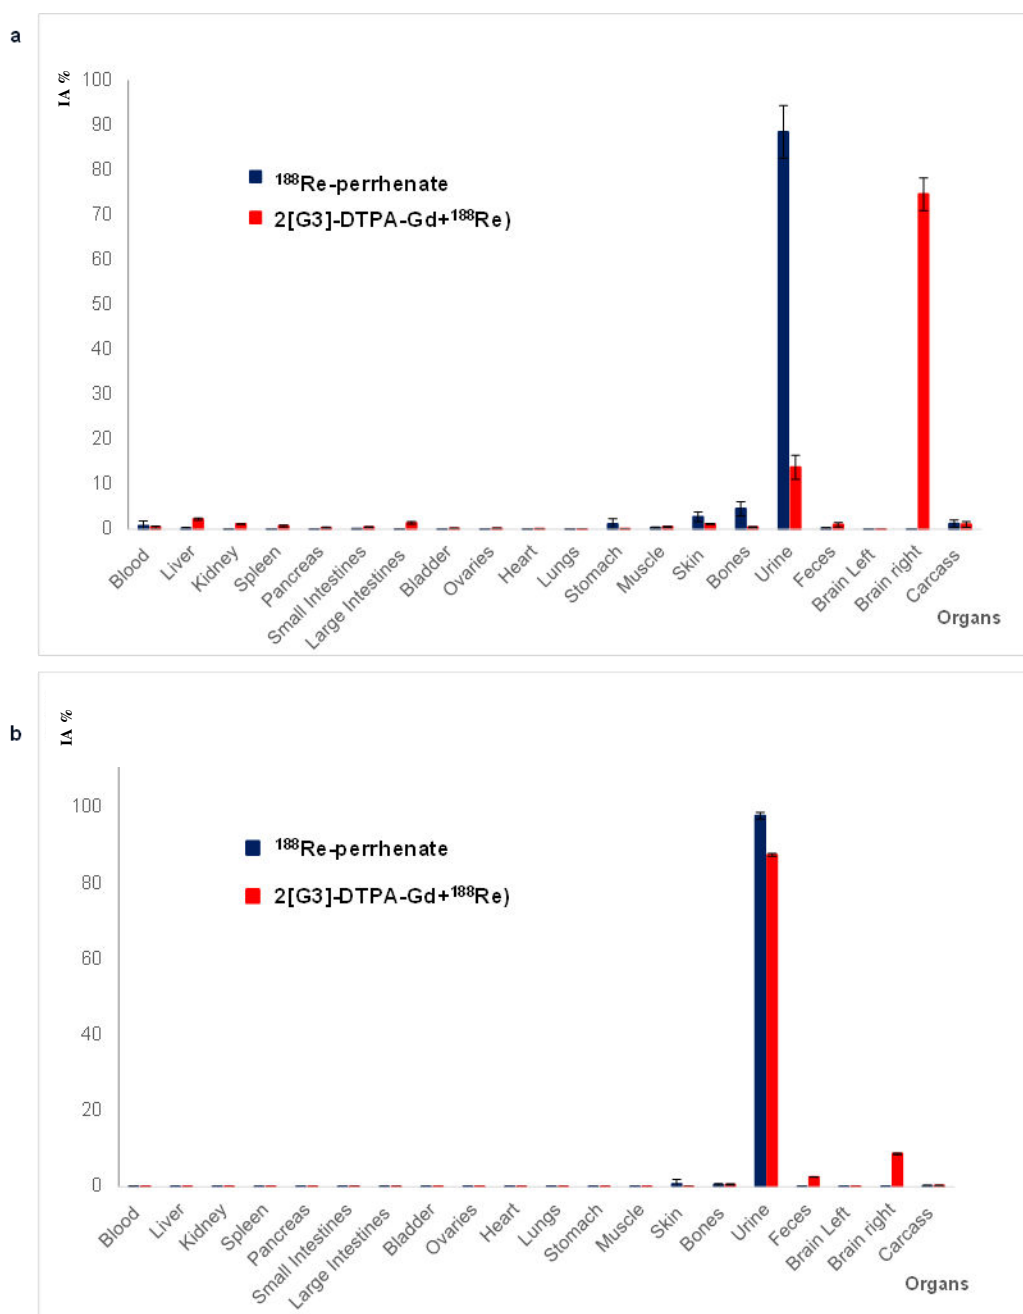 a
IA %
100
90
80
70
60
50
40
30
20
10
0
¹⁸⁸Re-perrhenate
2[G3]-DTPA-Gd+¹⁸⁸Re)
Blood
Liver
Kidney
Spleen
Pancreas
Small Intestines
Large Intestines
Bladder
Ovaries
Heart
Lungs
Stomach
Muscle
Skin
Bones
Urine
Feces
Brain Left
Brain right
Carcass
Organs
b
IA %
100
80
60
40
20
0
¹⁸⁸Re-perrhenate
2[G3]-DTPA-Gd+¹⁸⁸Re)
Blood
Liver
Kidney
Spleen
Pancreas
Small Intestines
Large Intestines
Bladder
Ovaries
Heart
Lungs
Stomach
Muscle
Skin
Bones
Urine
Feces
Brain Left
Brain right
Carcass
Organs